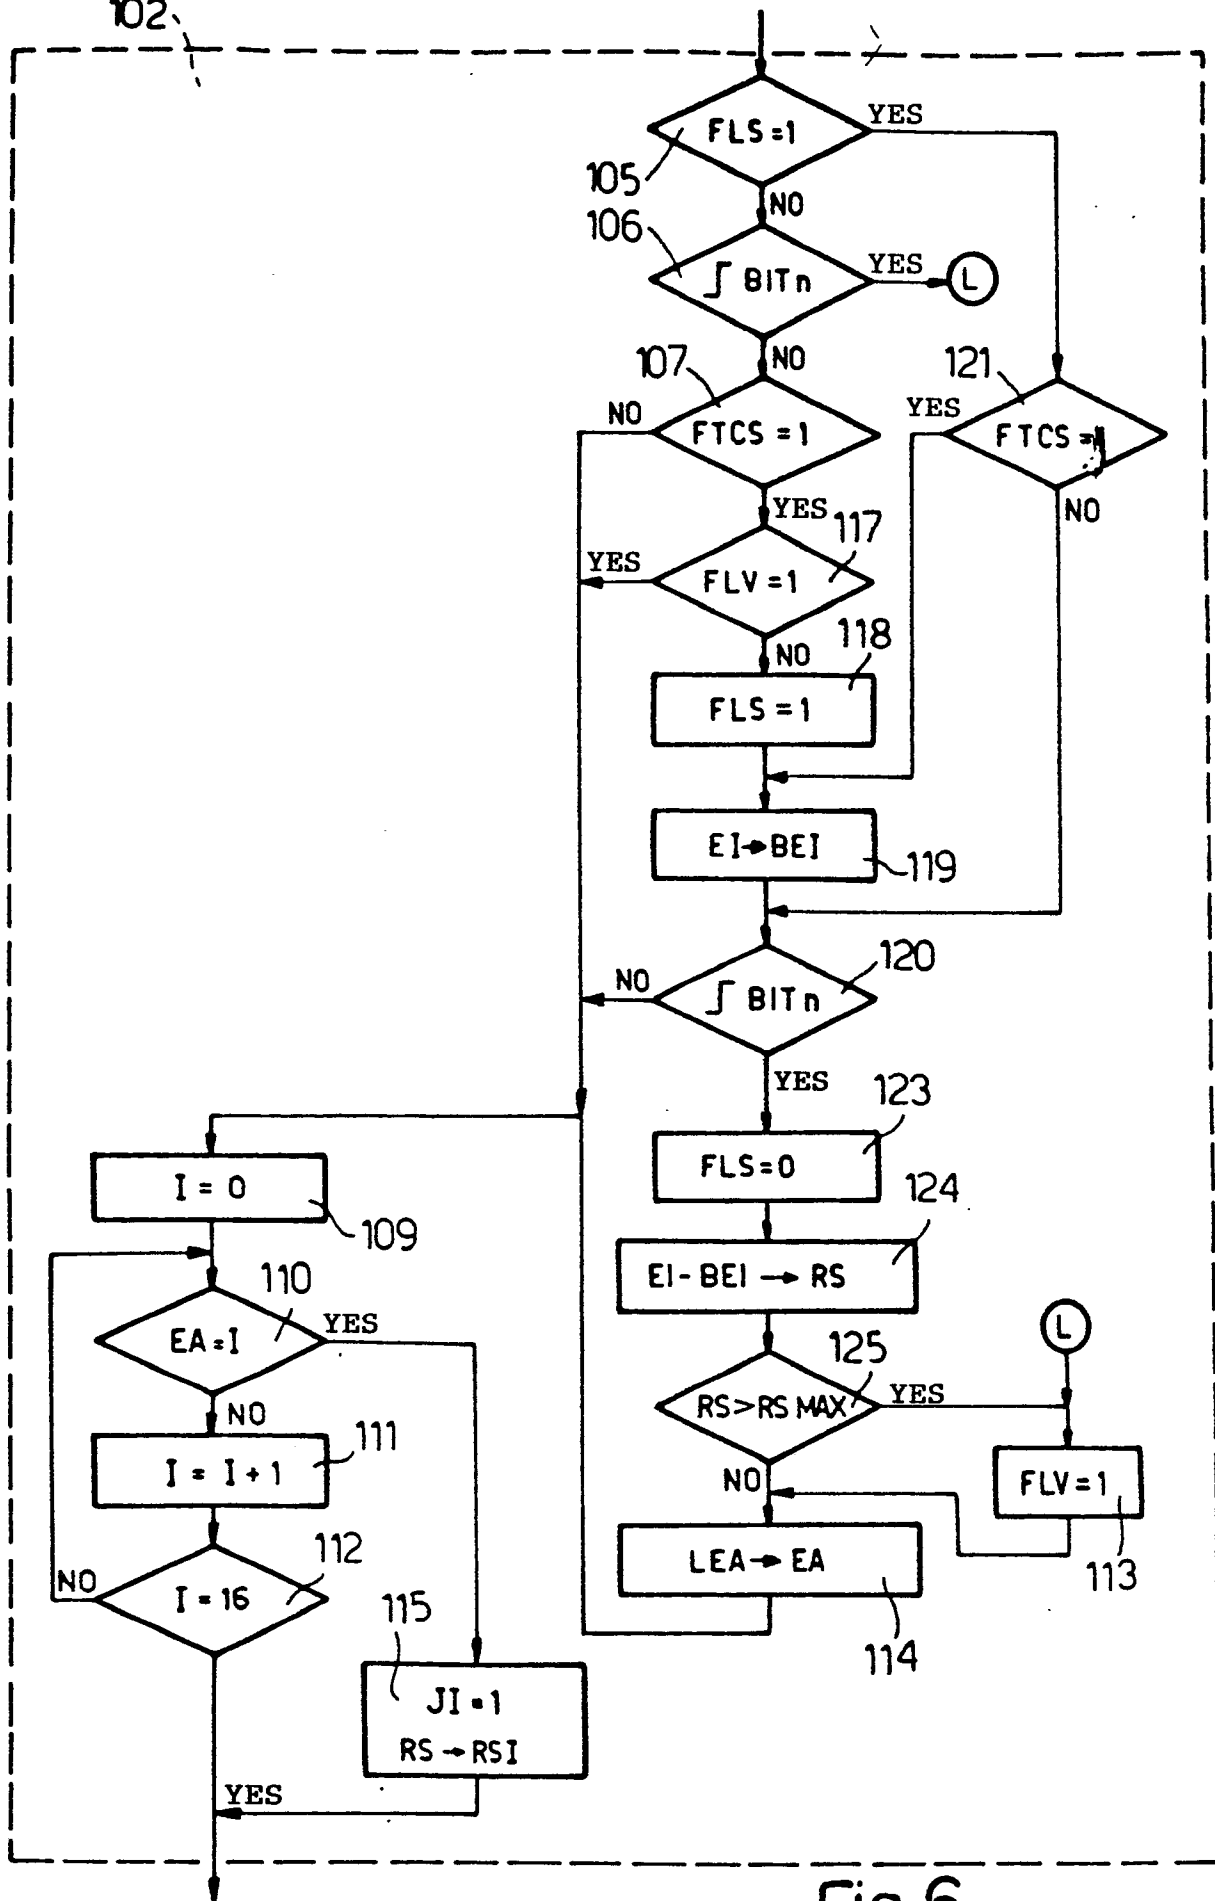 102
FLS=1
YES
105
NO
106
∫ BITn
YES
L
NO
107
121
NO
FTCS=1
YES
FTCS=
YES
117
NO
YES
FLV=1
118
NO
FLS=1
EI→BEI
119
120
NO
∫ BITn
YES
123
FLS=0
I=0
124
109
EI-BEI→RS
110
L
EA=I
YES
125
RS>RS MAX
YES
NO
111
I=I+1
NO
FLV=1
112
LEA→EA
113
NO
I=16
115
114
JI=1
RS→RSI
YES
Fig.6